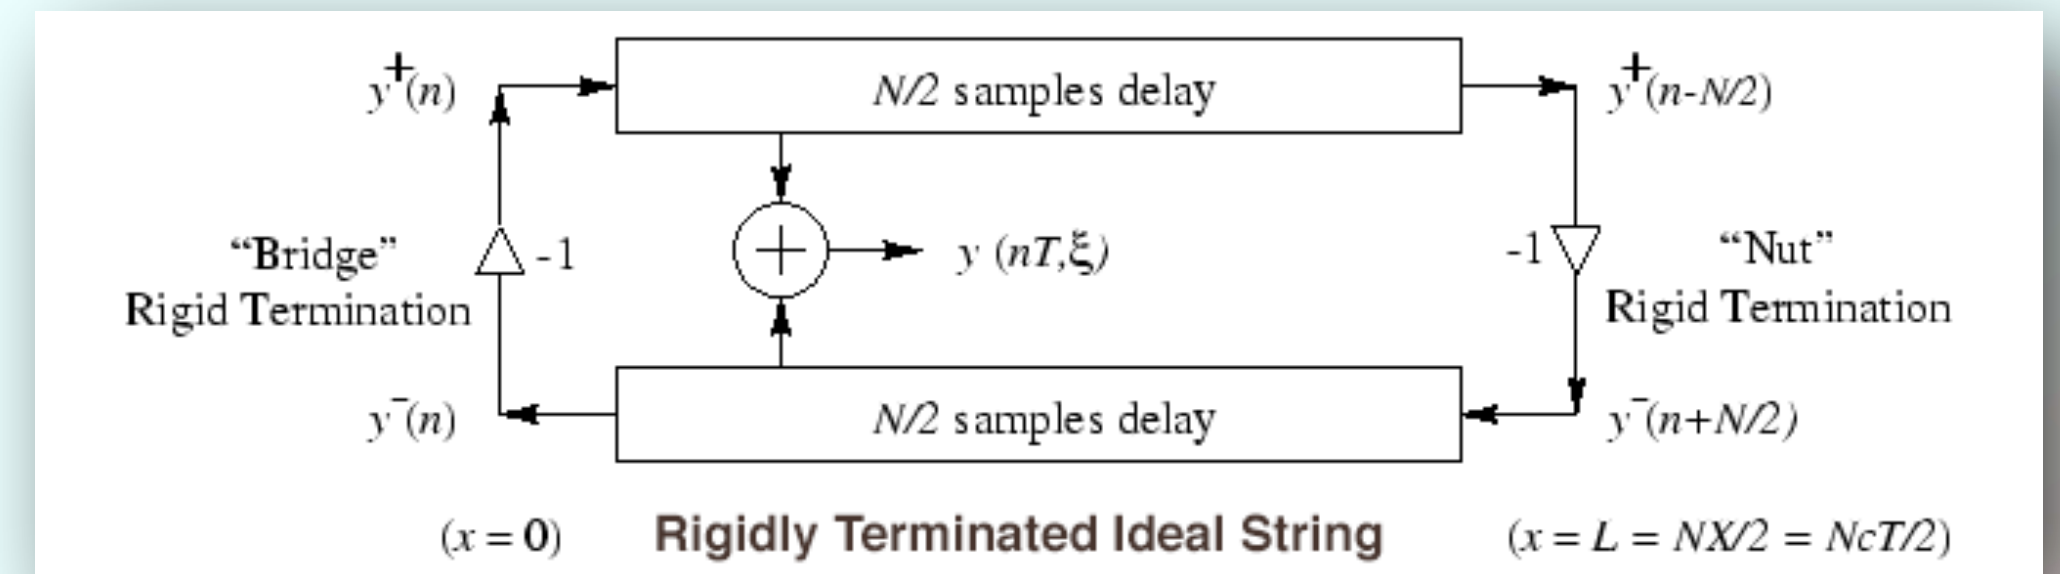 y⁺(n)
N/2 samples delay
y⁺(n-N/2)
“Bridge”
Rigid Termination
-1
+
y (nT,ξ)
-1
“Nut”
Rigid Termination
y⁻(n)
N/2 samples delay
y⁻(n+N/2)
(x = 0)
Rigidly Terminated Ideal String
(x = L = NX/2 = NcT/2)